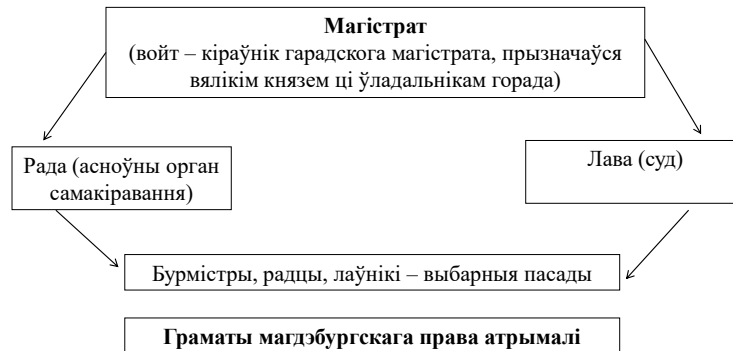 Магістрат
(войт – кіраўнік гарадскога магістрата, прызначаўся
вялікім князем ці ўладальнікам горада)
Рада (асноўны орган
самакіравання)
Лава (суд)
Бурмістры, радцы, лаўнікі – выбарныя пасады
Граматы магдэбургскага права атрымалі